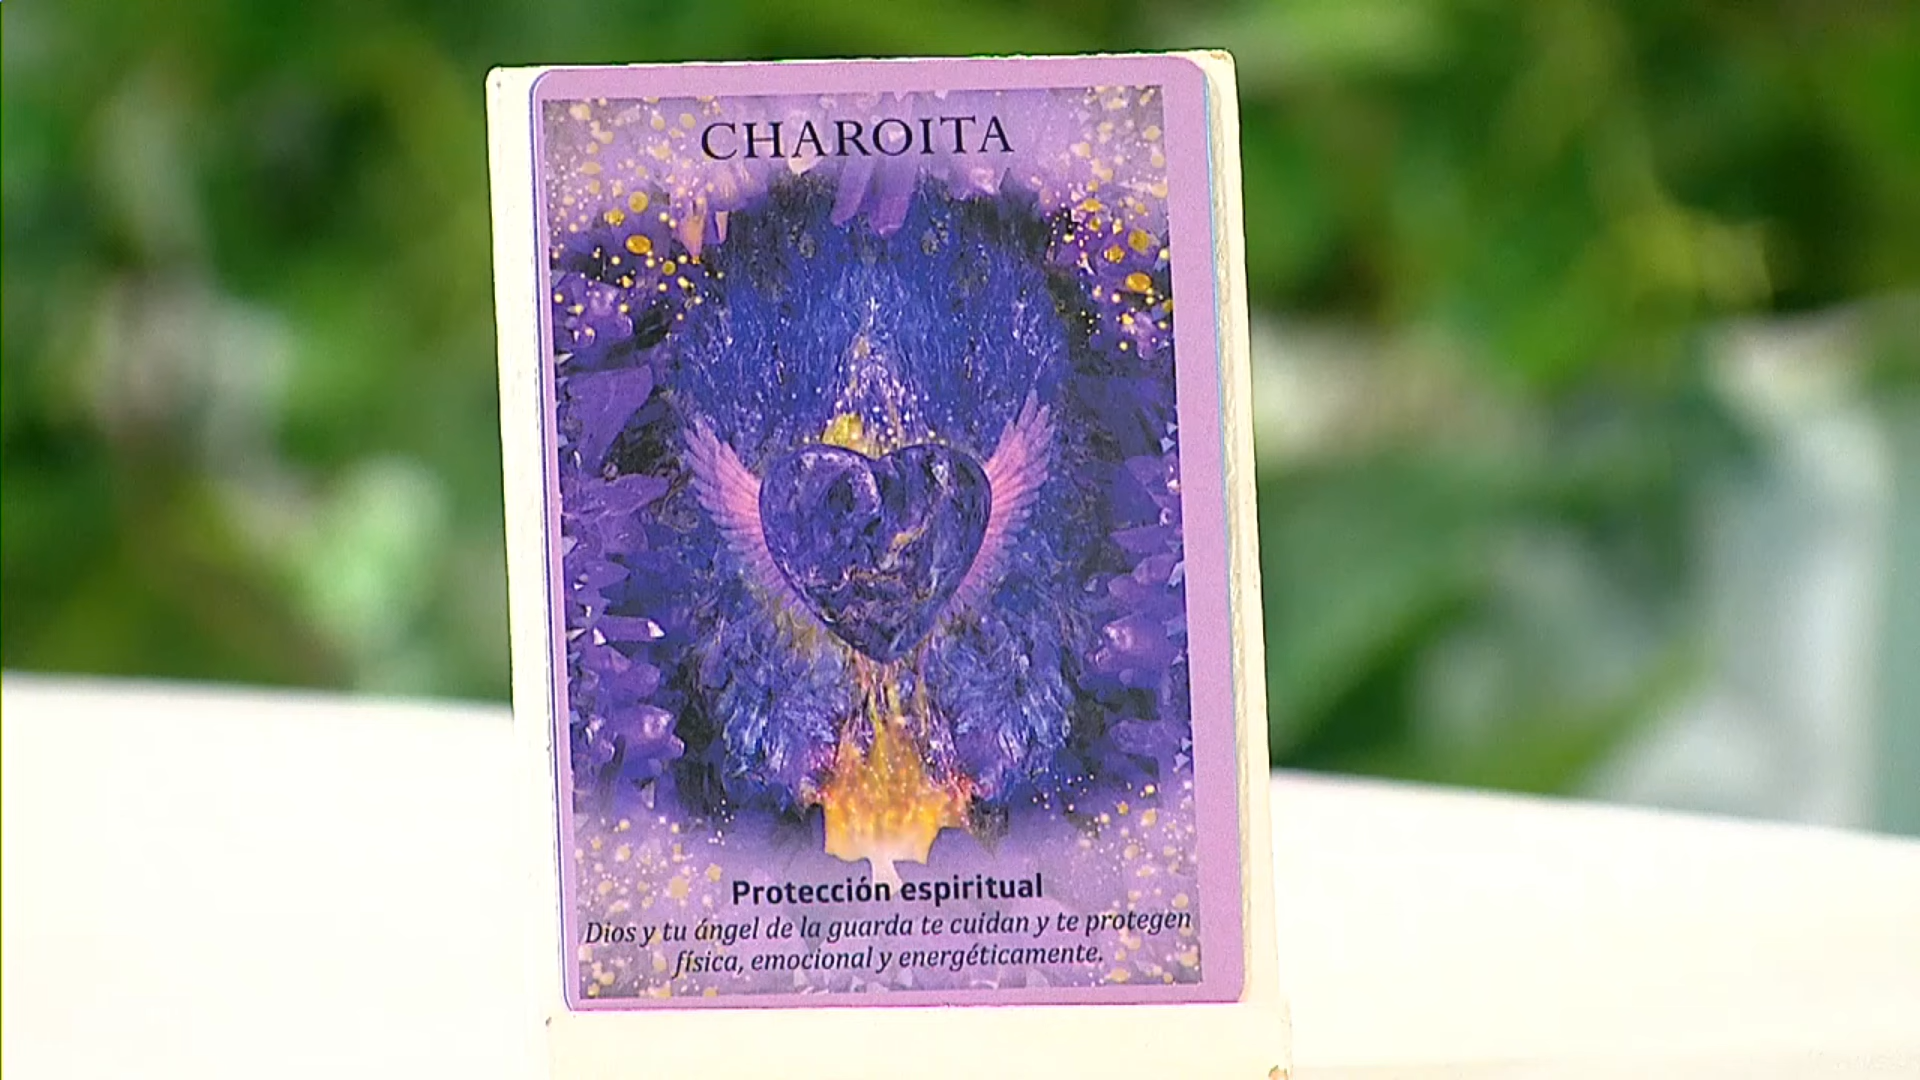 CHAROITA
Protección espiritual
Dios y tu ángel de la guarda te cuidan y te protegen
física, emocional y energéticamente.